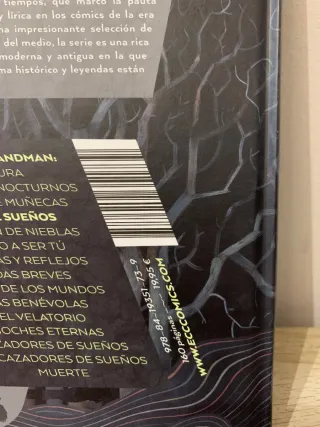 tiempos, que marcó la pauta
y lírica en los cómics de la era
na impresionante selección de
del medio, la serie es una rica
moderna y antigua en la que
ma histórico y leyendas están
ANDMAN:
URA
NOCTURNOS
E MUÑECAS
SUEÑOS
N DE NIEBLAS
O A SER TÚ
AS Y REFLEJOS
DAS BREVES
DE LOS MUNDOS
AS BENÉVOLAS
EL VELATORIO
NOCHES ETERNAS
ZADORES DE SUEÑOS
CAZADORES DE SUEÑOS
MUERTE
978-84-19351-73-9
160 páginas — 19,95 €
WWW.ECCCOMICS.COM